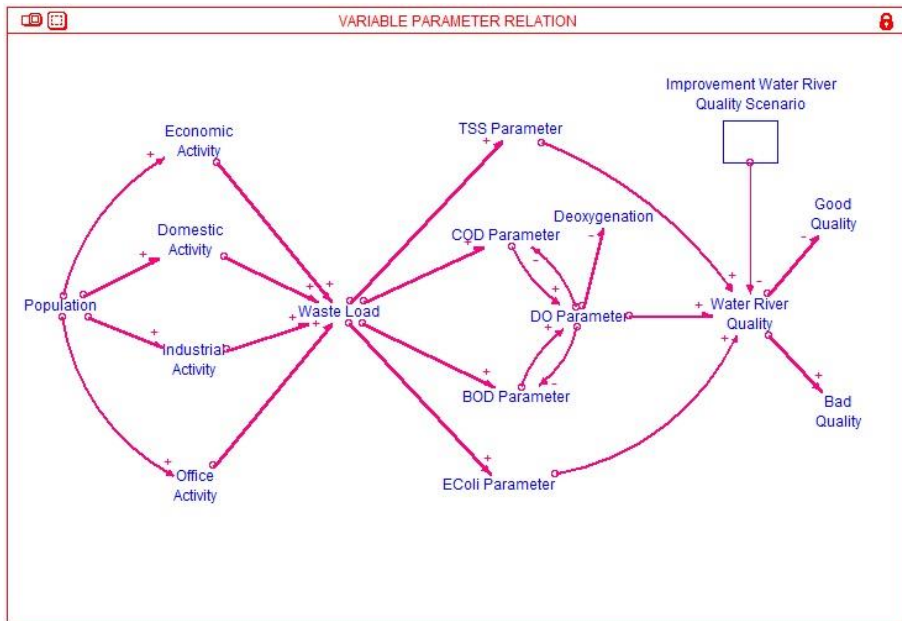 VARIABLE PARAMETER RELATION
Improvement Water River
Quality Scenario
Economic
Activity
TSS Parameter
Good
Quality
Deoxygenation
Domestic
Activity
COD Parameter
Population
Waste Load
DO Parameter
Water River
Quality
Industrial
Activity
BOD Parameter
Bad
Quality
Office
Activity
EColi Parameter